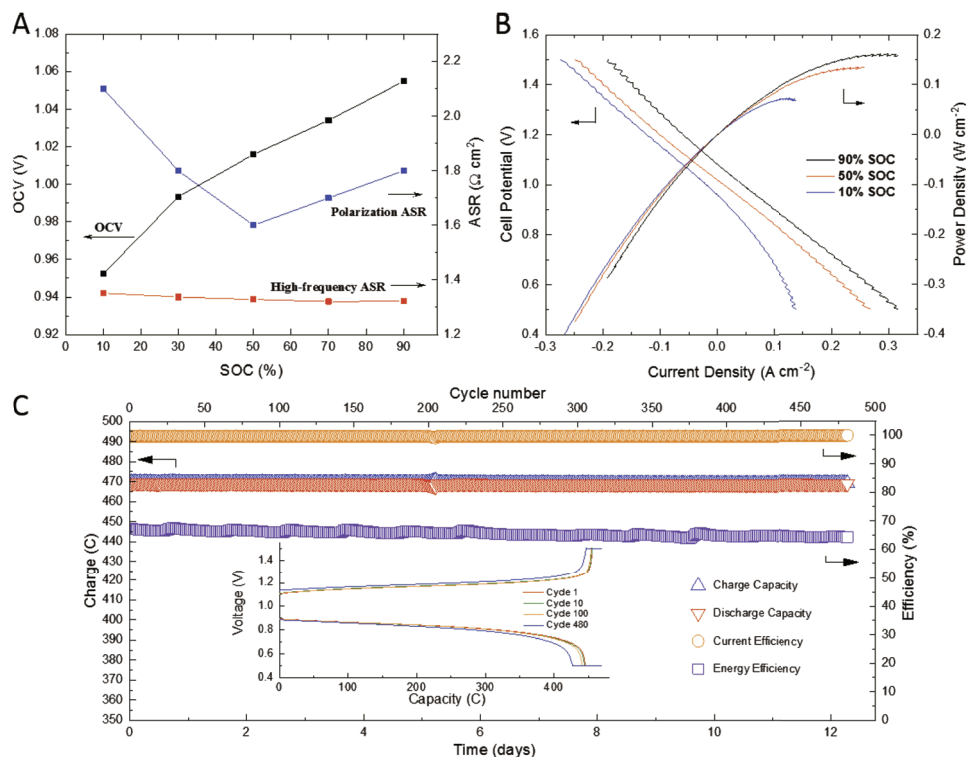 A
1.08
1.06
1.04
1.02
1.00
0.98
0.96
0.94
0.92
OCV (V)
0 10 20 30 40 50 60 70 80 90
SOC (%)
2.2
2.0
1.8
1.6
1.4
1.2
ASR (Ω cm2)
OCV
Polarization ASR
High-frequency ASR
B
1.6
1.4
1.2
1.0
0.8
0.6
0.4
Cell Potential (V)
-0.3 -0.2 -0.1 0.0 0.1 0.2 0.3
Current Density (A cm-2)
0.2
0.1
0.0
-0.1
-0.2
-0.3
-0.4
Power Density (W cm-2)
90% SOC
50% SOC
10% SOC
C
Cycle number
0 50 100 150 200 250 300 350 400 450 500
500
490
480
470
460
450
440
430
420
410
400
390
380
370
360
350
Charge (C)
100
90
80
70
60
50
40
30
20
10
0
Efficiency (%)
1.4
1.2
1.0
0.8
0.6
0.4
Voltage (V)
0 100 200 300 400
Capacity (C)
Cycle 1
Cycle 10
Cycle 100
Cycle 480
Charge Capacity
Discharge Capacity
Current Efficiency
Energy Efficiency
0 2 4 6 8 10 12
Time (days)